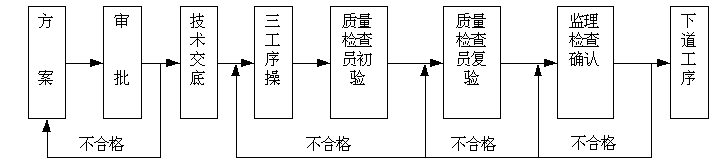 方案
审批
技术交底
三工序操
质量检查员初验
质量检查员复验
监理检查确认
下道工序
不合格
不合格
不合格
不合格